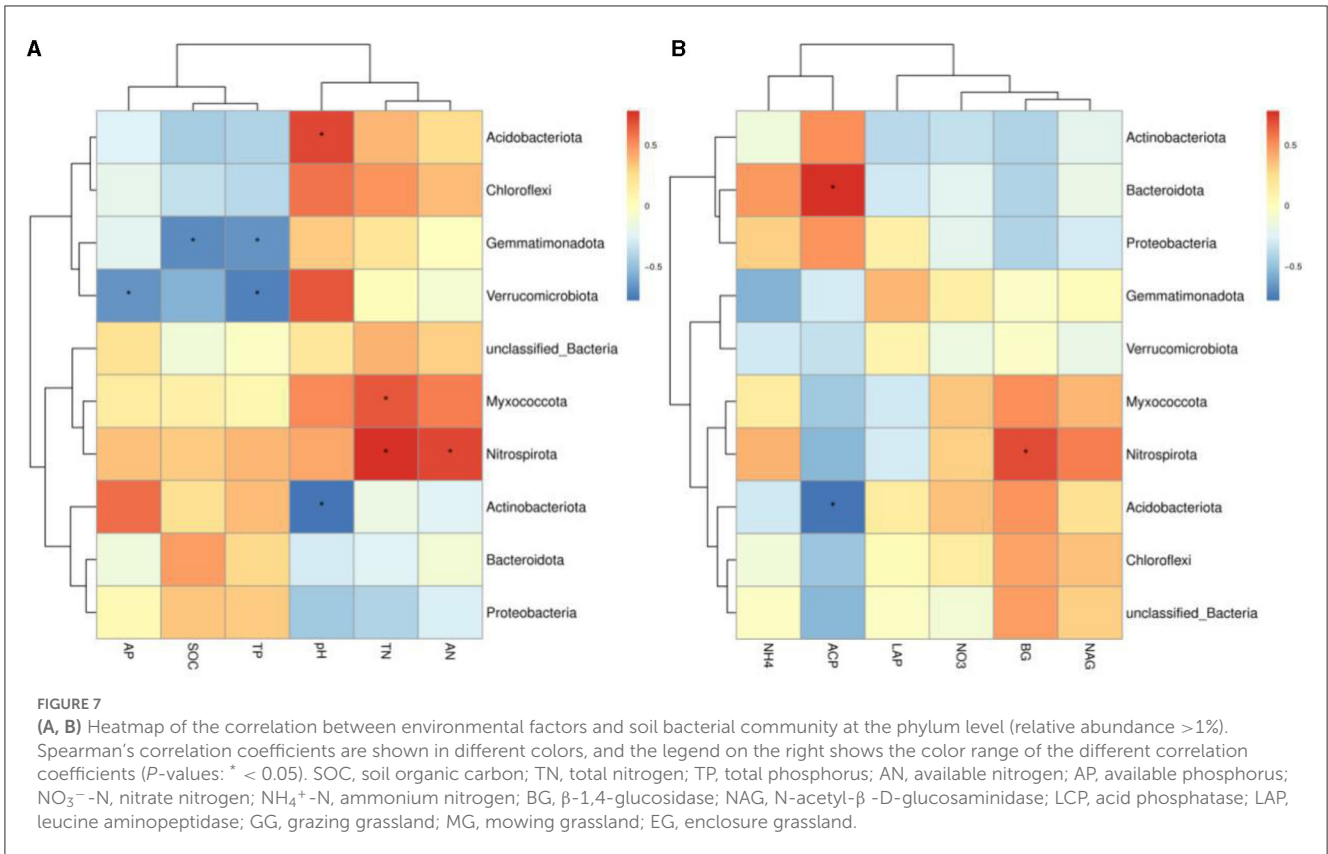 A
Acidobacteriota
Chloroflexi
Gemmatimonadota
Verrucomicrobiota
unclassified_Bacteria
Myxococcota
Nitrospirota
Actinobacteriota
Bacteroidota
Proteobacteria
AP
SOC
TP
pH
TN
AN
0.5
0
−0.5
*
*
*
*
*
*
*
*
*
B
Actinobacteriota
Bacteroidota
Proteobacteria
Gemmatimonadota
Verrucomicrobiota
Myxococcota
Nitrospirota
Acidobacteriota
Chloroflexi
unclassified_Bacteria
NH4
ACP
LAP
NO3
BG
NAG
0.5
0
−0.5
*
*
*
FIGURE 7
(A, B) Heatmap of the correlation between environmental factors and soil bacterial community at the phylum level (relative abundance >1%).
Spearman's correlation coefficients are shown in different colors, and the legend on the right shows the color range of the different correlation
coefficients (P-values: * < 0.05). SOC, soil organic carbon; TN, total nitrogen; TP, total phosphorus; AN, available nitrogen; AP, available phosphorus;
NO₃⁻-N, nitrate nitrogen; NH₄⁺-N, ammonium nitrogen; BG, β-1,4-glucosidase; NAG, N-acetyl-β -D-glucosaminidase; LCP, acid phosphatase; LAP,
leucine aminopeptidase; GG, grazing grassland; MG, mowing grassland; EG, enclosure grassland.